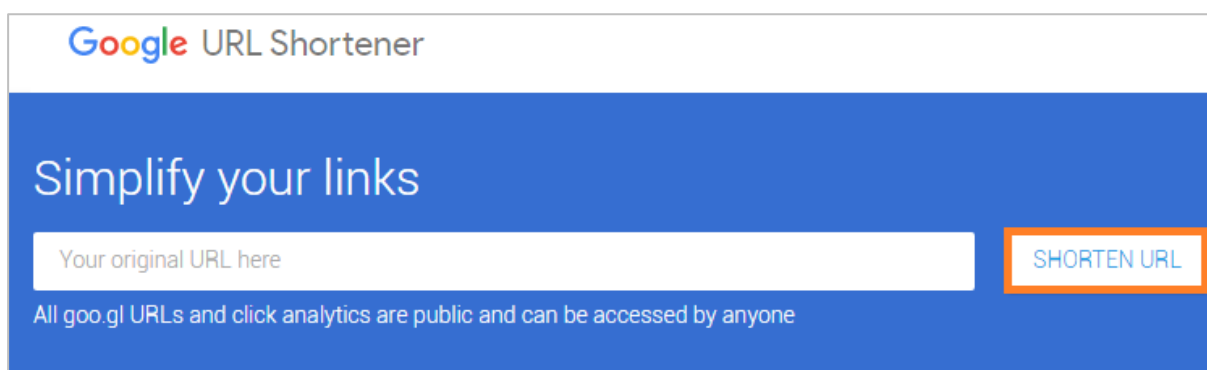 Google URL Shortener
Simplify your links
Your original URL here
SHORTEN URL
All goo.gl URLs and click analytics are public and can be accessed by anyone